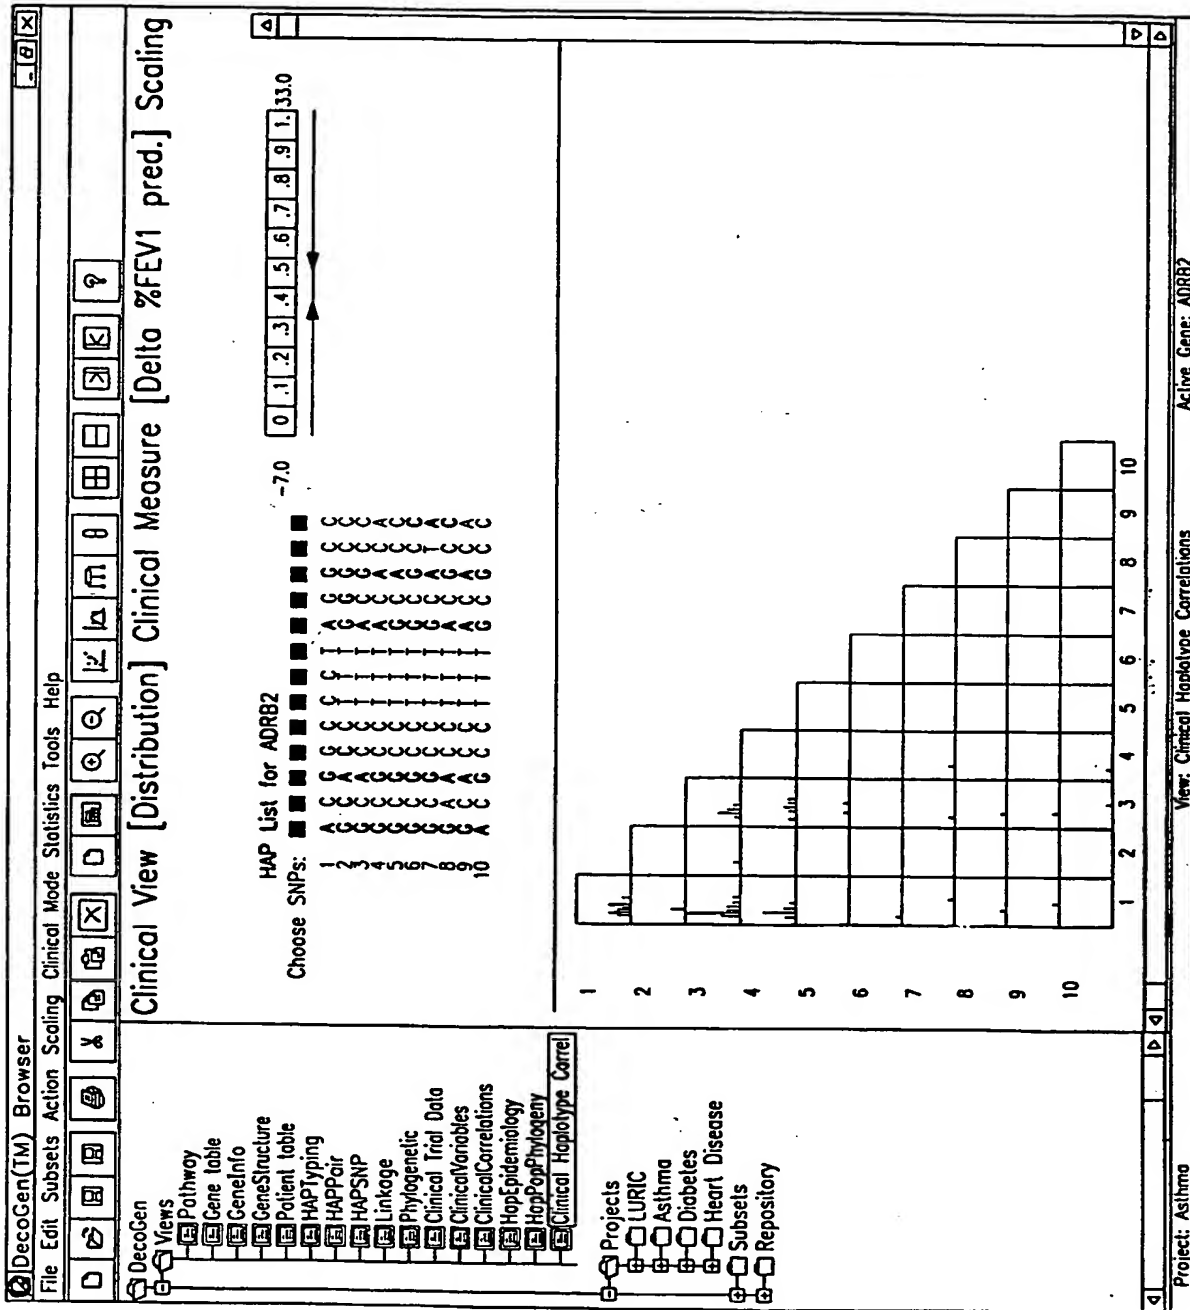 DecoGen(TM) Browser
File Edit Subsets Action Scaling Clinical Mode Statistics Tools Help
DecoGen
Views
Pathway
Gene table
GeneInfo
GeneStructure
Patient table
HAPTyping
HAPPair
HAPSNP
Linkage
Phylogenetic
Clinical Trial Data
ClinicalVariables
ClinicalCorrelations
HapEpidemiology
HapPopPhylogeny
Clinical Haplotype Correl
Projects
LURIC
Asthma
Diabetes
Heart Disease
Subsets
Repository
Clinical View [Distribution] Clinical Measure [Delta %FEV1 pred.] Scaling
HAP List for ADRB2
Choose SNPs:
-7.0 0 .1 .2 .3 .4 .5 .6 .7 .8 .9 1. 33.0
1 A C G G C C C T A G G C C
2 G C A C C T T T G G G C C
3 G C A C C T T T A C G C C
4 G C G C C T T T A C A C A
5 G C G C C T T T G C A C C
6 G C G C C T T T G C G C G
7 G C G C C T T T G C A T A
8 G A A C C T T T A C G C C
9 G C A C C T T T A C A C A
10 A C G C C T T T G C G C C
1
2
3
4
5
6
7
8
9
10
1 2 3 4 5 6 7 8 9 10
Project: Asthma View: Clinical Haplotype Correlations Active Gene: ADRB2